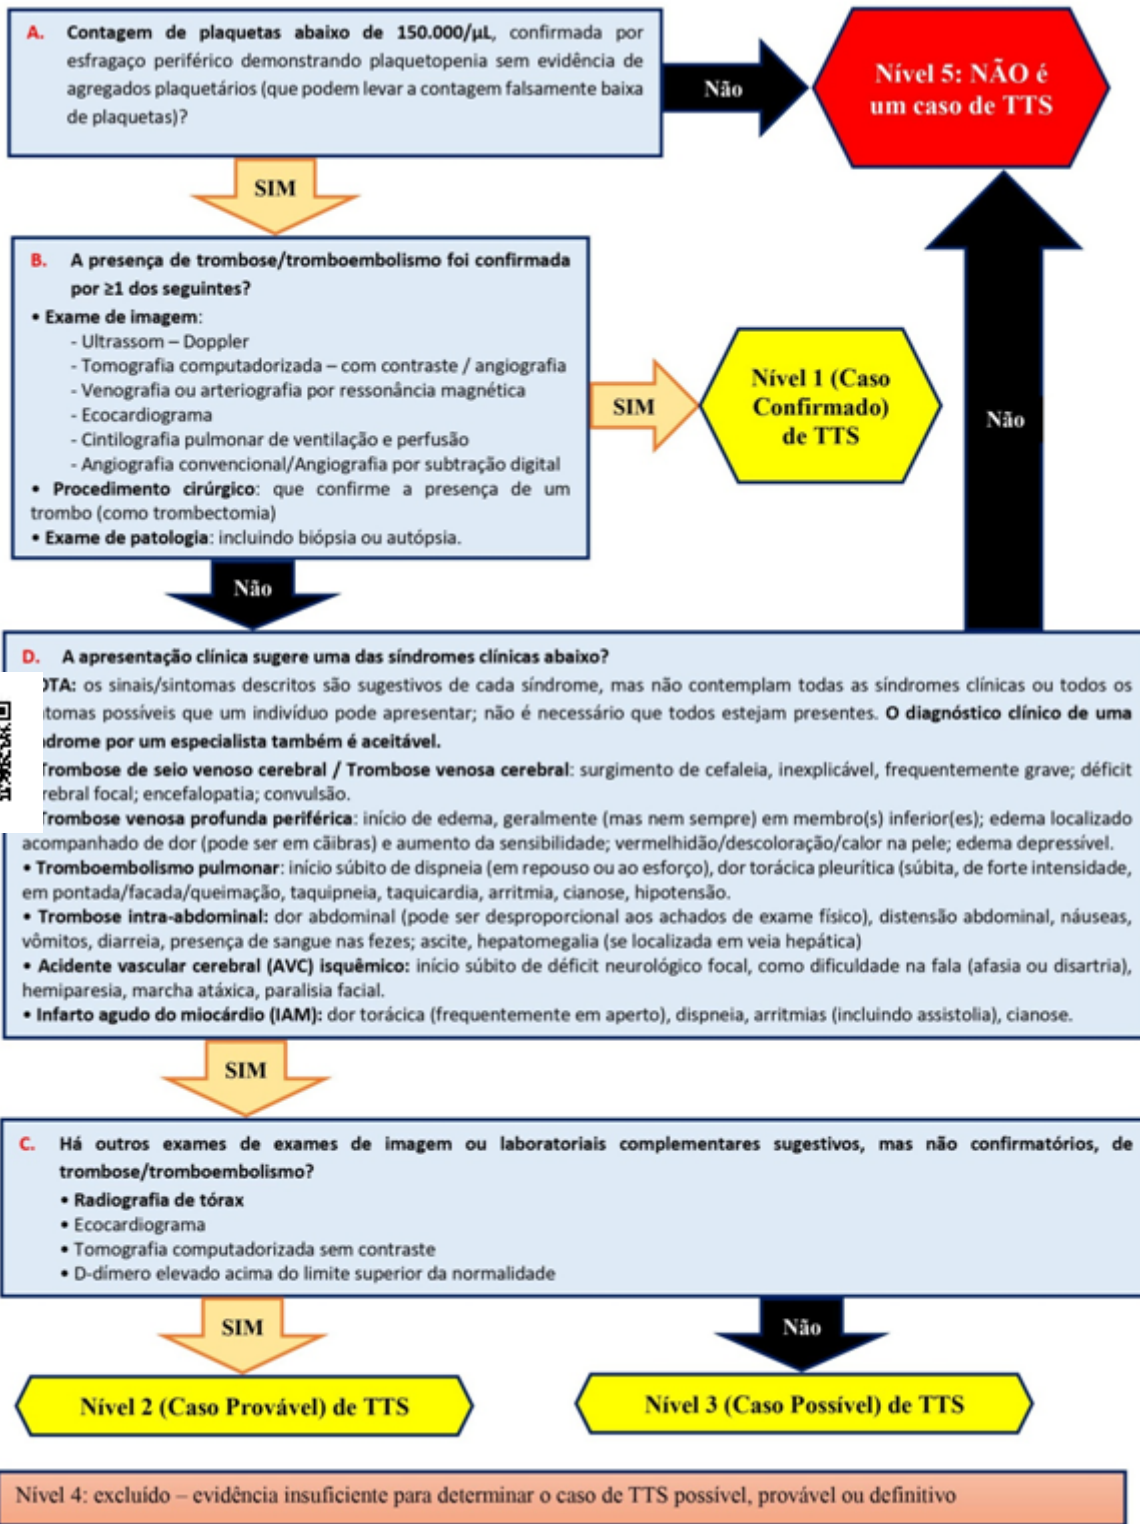 A. Contagem de plaquetas abaixo de 150.000/µL, confirmada por
esfragaço periférico demonstrando plaquetopenia sem evidência de
agregados plaquetários (que podem levar a contagem falsamente baixa
de plaquetas)?
Não
Nível 5: NÃO é
um caso de TTS
SIM
B. A presença de trombose/tromboembolismo foi confirmada
por ≥1 dos seguintes?
• Exame de imagem:
- Ultrassom – Doppler
- Tomografia computadorizada – com contraste / angiografia
- Venografia ou arteriografia por ressonância magnética
- Ecocardiograma
- Cintilografia pulmonar de ventilação e perfusão
- Angiografia convencional/Angiografia por subtração digital
• Procedimento cirúrgico: que confirme a presença de um
trombo (como trombectomia)
• Exame de patologia: incluindo biópsia ou autópsia.
SIM
Nível 1 (Caso
Confirmado)
de TTS
Não
Não
D. A apresentação clínica sugere uma das síndromes clínicas abaixo?
OTA: os sinais/sintomas descritos são sugestivos de cada síndrome, mas não contemplam todas as síndromes clínicas ou todos os
tomas possíveis que um indivíduo pode apresentar; não é necessário que todos estejam presentes. O diagnóstico clínico de uma
drome por um especialista também é aceitável.
Trombose de seio venoso cerebral / Trombose venosa cerebral: surgimento de cefaleia, inexplicável, frequentemente grave; déficit
rebral focal; encefalopatia; convulsão.
Trombose venosa profunda periférica: início de edema, geralmente (mas nem sempre) em membro(s) inferior(es); edema localizado
acompanhado de dor (pode ser em cãibras) e aumento da sensibilidade; vermelhidão/descoloração/calor na pele; edema depressível.
• Tromboembolismo pulmonar: início súbito de dispneia (em repouso ou ao esforço), dor torácica pleurítica (súbita, de forte intensidade,
em pontada/facada/queimação, taquipneia, taquicardia, arritmia, cianose, hipotensão.
• Trombose intra-abdominal: dor abdominal (pode ser desproporcional aos achados de exame físico), distensão abdominal, náuseas,
vômitos, diarreia, presença de sangue nas fezes; ascite, hepatomegalia (se localizada em veia hepática)
• Acidente vascular cerebral (AVC) isquêmico: início súbito de déficit neurológico focal, como dificuldade na fala (afasia ou disartria),
hemiparesia, marcha atáxica, paralisia facial.
• Infarto agudo do miocárdio (IAM): dor torácica (frequentemente em aperto), dispneia, arritmias (incluindo assistolia), cianose.
SIM
C. Há outros exames de exames de imagem ou laboratoriais complementares sugestivos, mas não confirmatórios, de
trombose/tromboembolismo?
• Radiografia de tórax
• Ecocardiograma
• Tomografia computadorizada sem contraste
• D-dímero elevado acima do limite superior da normalidade
SIM
Não
Nível 2 (Caso Provável) de TTS
Nível 3 (Caso Possível) de TTS
Nível 4: excluído – evidência insuficiente para determinar o caso de TTS possível, provável ou definitivo